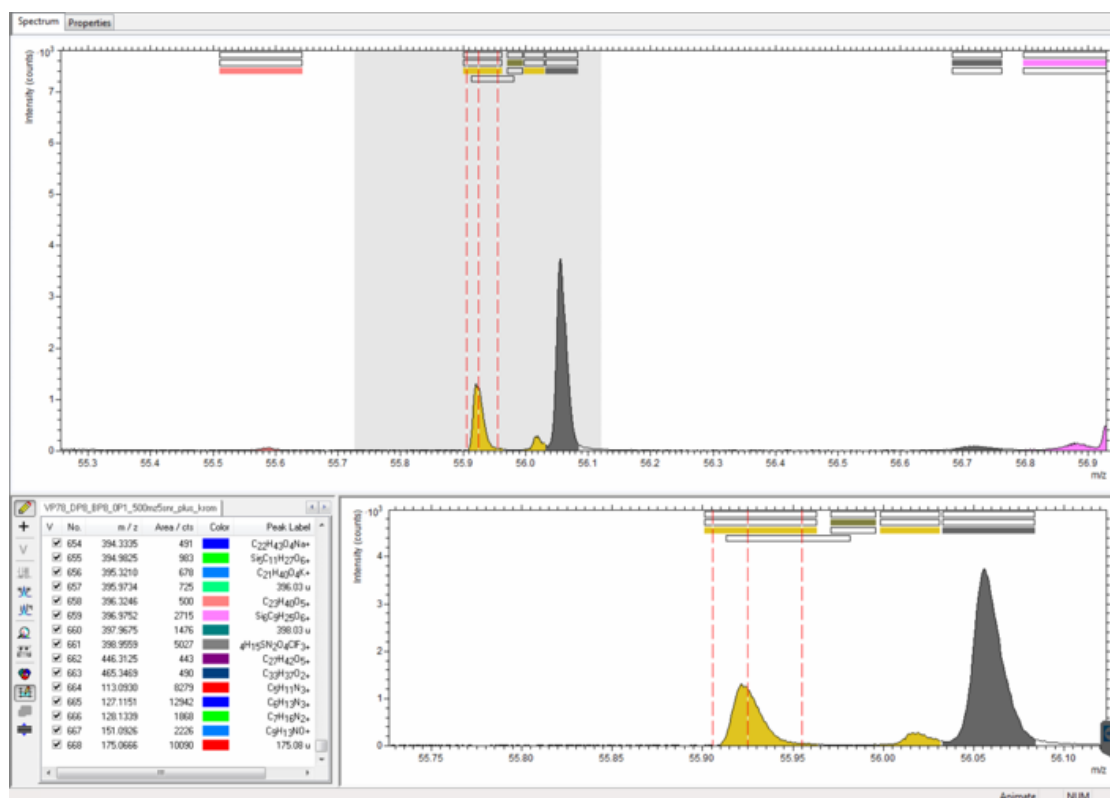 Spectrum Properties
·10³
Intensity (counts)
7
6
5
4
3
2
1
0
55.3 55.4 55.5 55.6 55.7 55.8 55.9 56.0 56.1 56.2 56.3 56.4 56.5 56.6 56.7 56.8 56.9
m/z
VP78_DP8_BP8_0P1_500mz5snr_plus_krom
V No. m / z Area / cts Color Peak Label
654 394.3335 491 C22H43O4Na+
655 394.9825 983 Si5C11H27O6+
656 395.3210 678 C21H40O4K+
657 395.9734 725 396.03 u
658 396.3246 500 C23H40O5+
659 396.9752 2715 Si6C9H25O6+
660 397.9675 1476 398.03 u
661 398.9559 5027 4H15SN2O4ClF3+
662 446.3125 443 C27H42O5+
663 465.3469 490 C33H37O2+
664 113.0930 8279 C5H11N3+
665 127.1151 12942 C6H13N3+
666 128.1339 1868 C7H16N2+
667 151.0926 2226 C9H13NO+
668 175.0666 10090 175.08 u
·10³
Intensity (counts)
4
3
2
1
0
55.75 55.80 55.85 55.90 55.95 56.00 56.05 56.10
m/z
Animate NUM